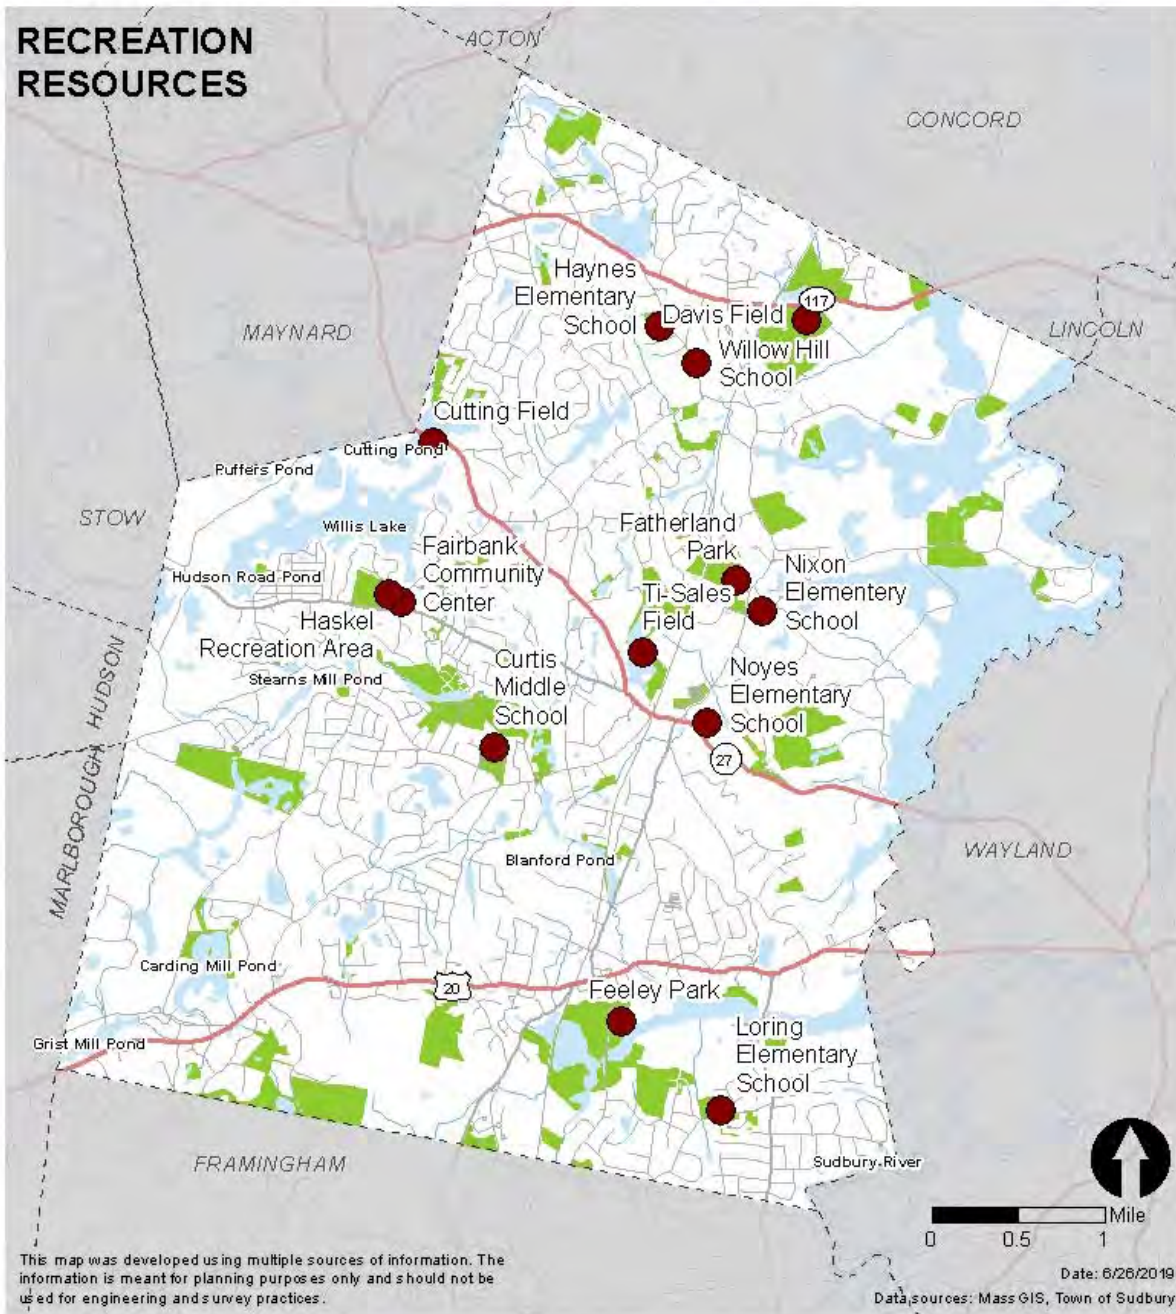 RECREATION
RESOURCES
ACTON
CONCORD
Haynes
Elementary
School
Davis Field
117
LINCOLN
MAYNARD
Willow Hill
School
Cutting Field
Cutting Pond
Puffers Pond
STOW
Willis Lake
Fatherland
Park
Fairbank
Community
Center
Nixon
Elementery
School
Hudson Road Pond
Ti-Sales
Field
Haskel
Recreation Area
Stearns Mill Pond
Curtis
Middle
School
Noyes
Elementary
School
27
HUDSON
MARLBOROUGH
Blanford Pond
WAYLAND
Carding Mill Pond
20
Feeley Park
Grist Mill Pond
Loring
Elementary
School
FRAMINGHAM
Sudbury River
Mile
0 0.5 1
This map was developed using multiple sources of information. The
information is meant for planning purposes only and should not be
used for engineering and survey practices.
Date: 6/26/2019
Data sources: Mass GIS, Town of Sudbury